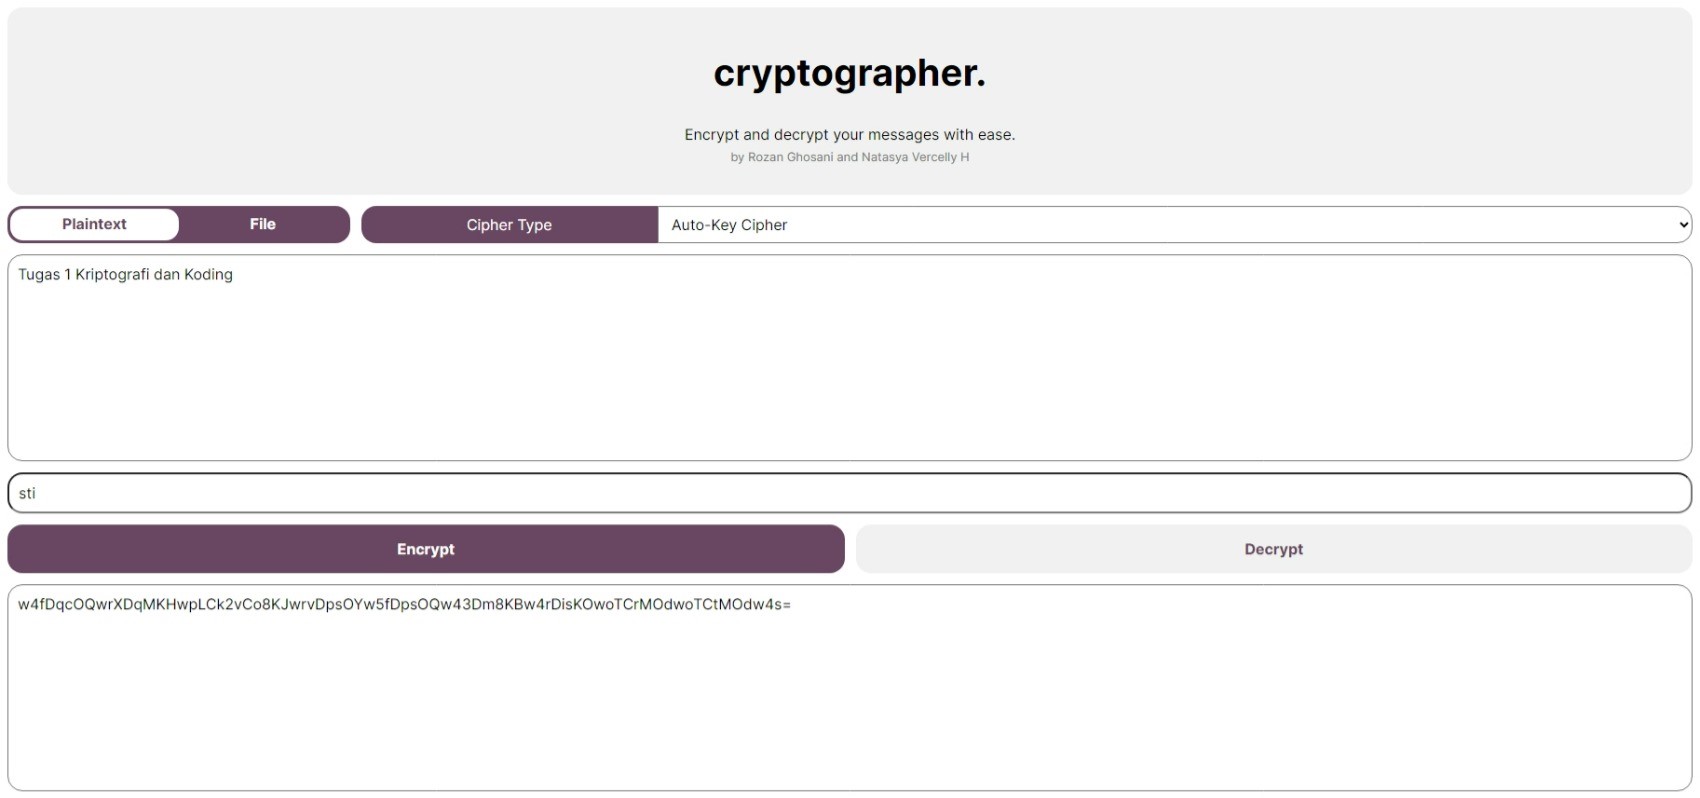 cryptographer.
Encrypt and decrypt your messages with ease.
by Rozan Ghosani and Natasya Vercelly H
Plaintext File Cipher Type Auto-Key Cipher
Tugas 1 Kriptografi dan Koding
sti
Encrypt Decrypt
w4fDqcOQwrXDqMKHwpLCk2vCo8KJwrvDpsOYw5fDpsOQw43Dm8KBw4rDisKOwoTCrMOdwoTCtMOdw4s=